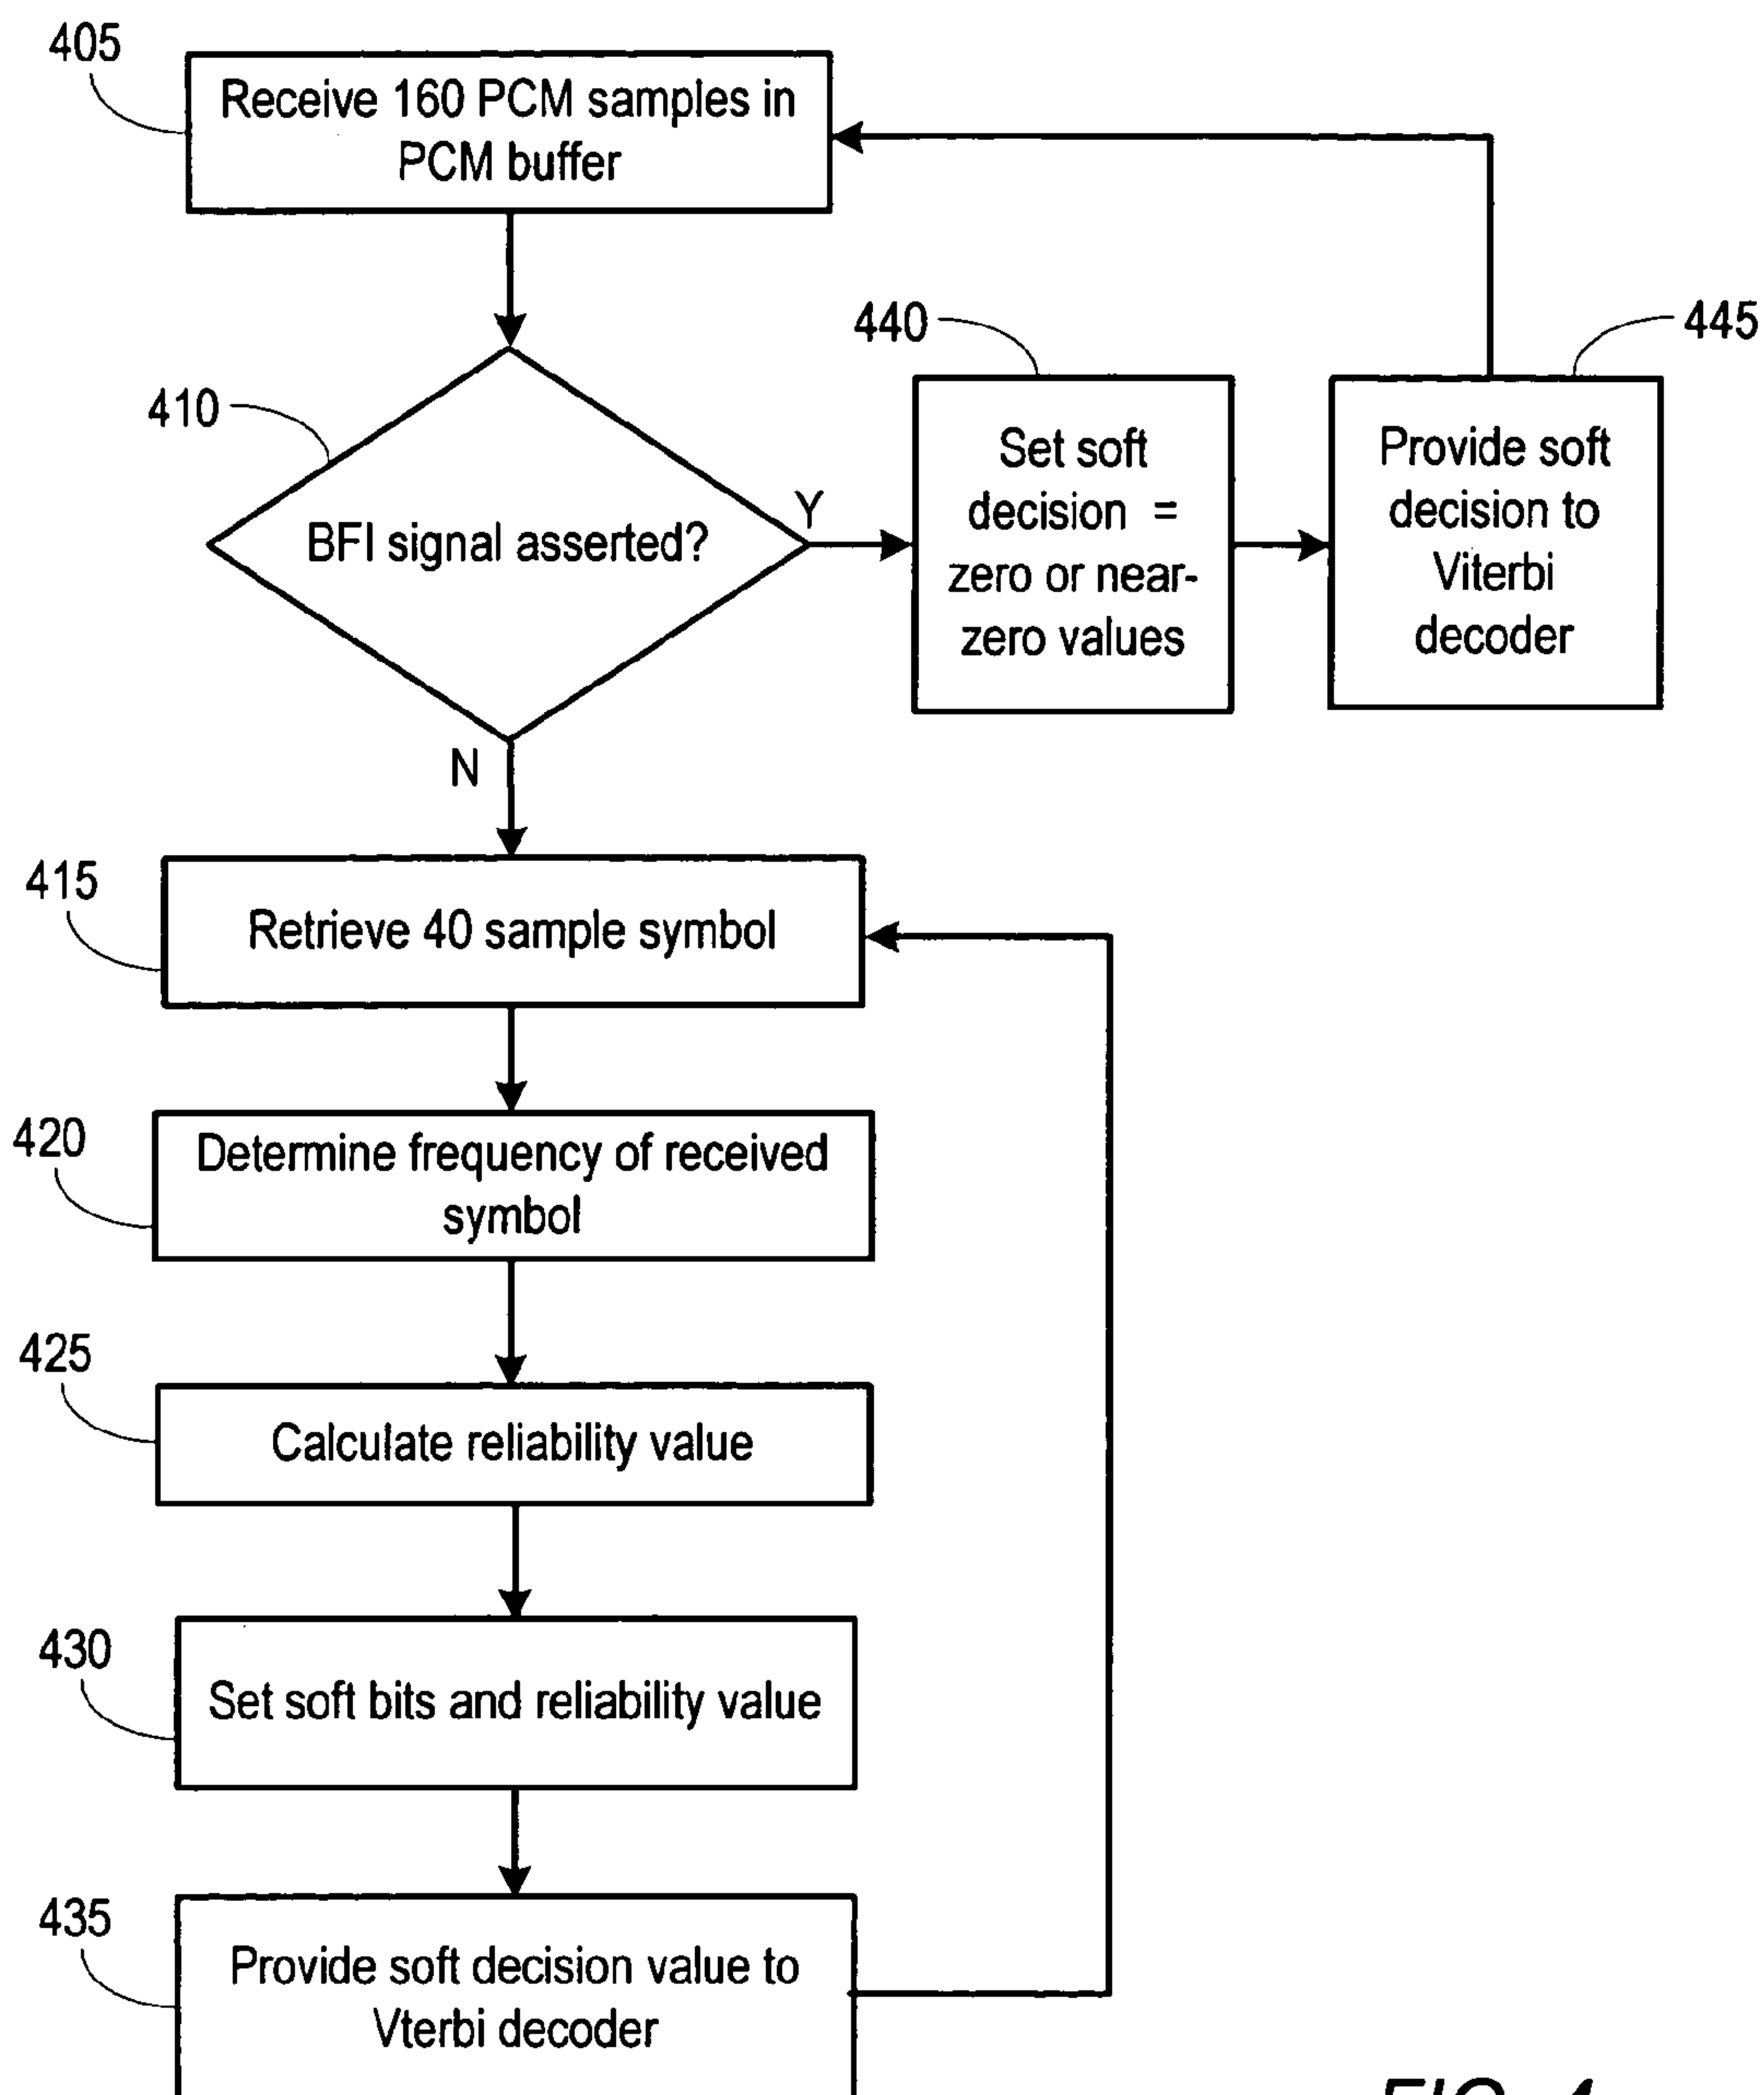 405
Receive 160 PCM samples in
PCM buffer
410
BFI signal asserted?
Y
N
440
Set soft
decision =
zero or near-
zero values
445
Provide soft
decision to
Viterbi
decoder
415
Retrieve 40 sample symbol
420
Determine frequency of received
symbol
425
Calculate reliability value
430
Set soft bits and reliability value
435
Provide soft decision value to
Vterbi decoder
FIG. 4